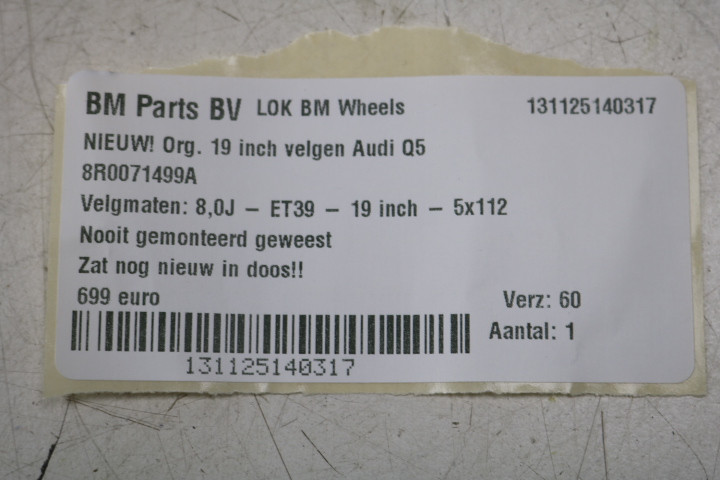 BM Parts BV LOK BM Wheels 131125140317
NIEUW! Org. 19 inch velgen Audi Q5
8R0071499A
Velgmaten: 8,0J – ET39 – 19 inch – 5x112
Nooit gemonteerd geweest
Zat nog nieuw in doos!!
699 euro Verz: 60
Aantal: 1
131125140317